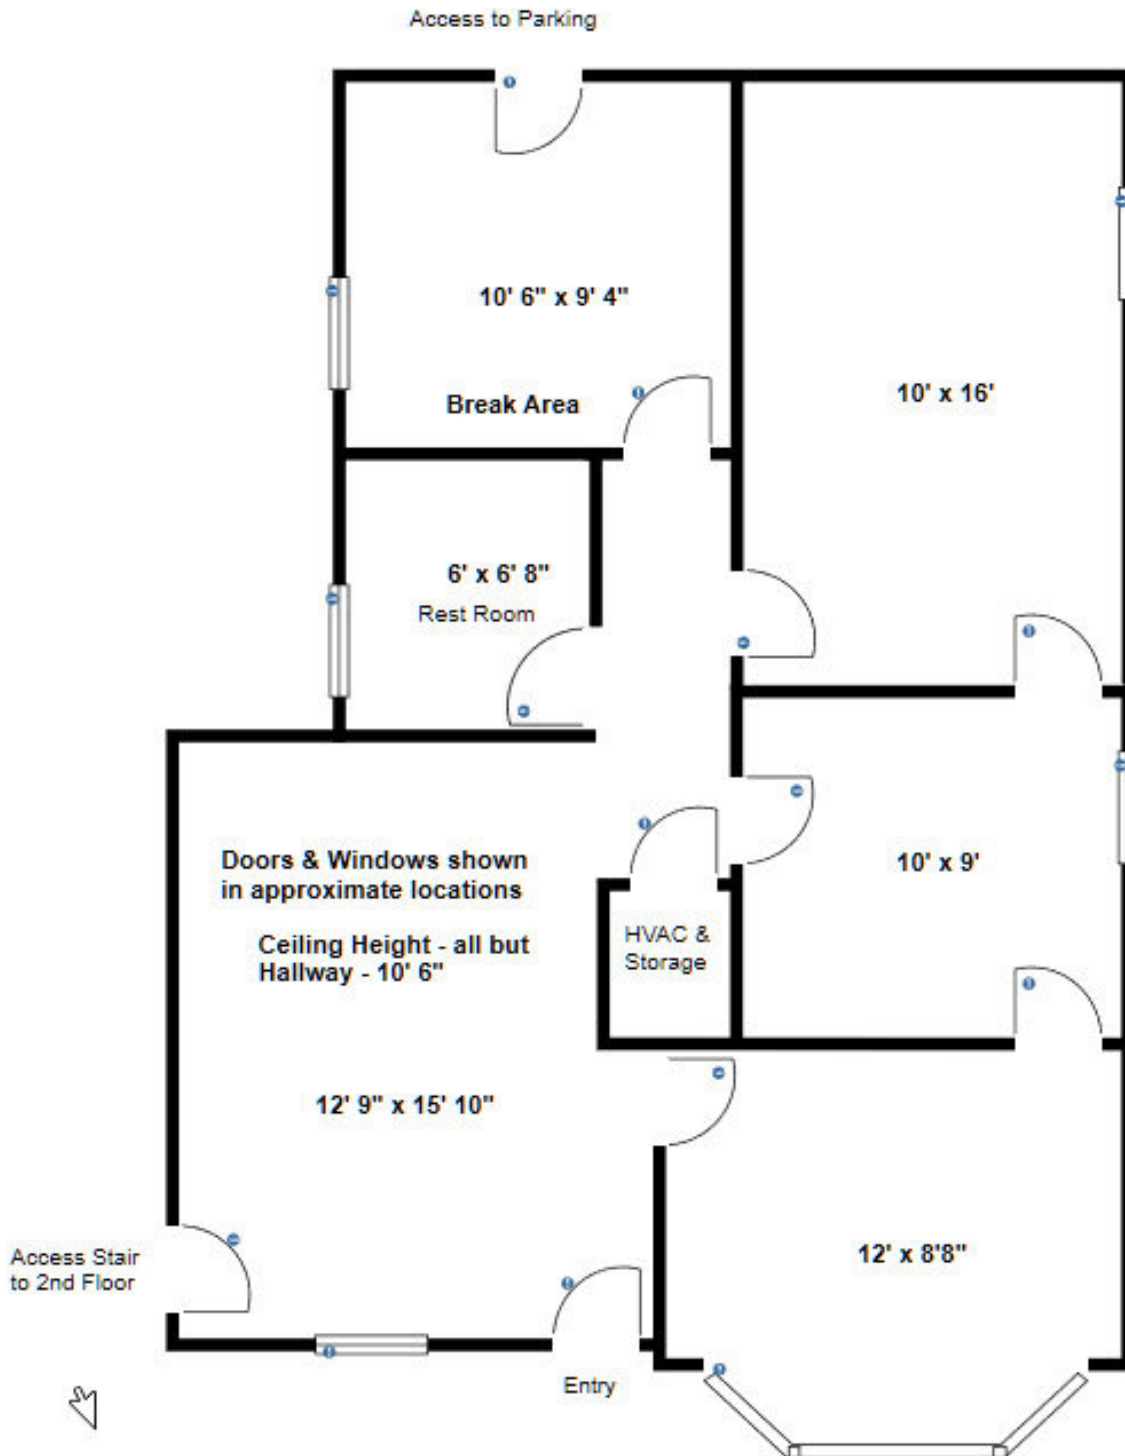 Access to Parking
10' 6" x 9' 4"
Break Area
10' x 16'
6' x 6' 8"
Rest Room
Doors & Windows shown
in approximate locations
Ceiling Height - all but
Hallway - 10' 6"
10' x 9'
HVAC &
Storage
12' 9" x 15' 10"
Access Stair
to 2nd Floor
12' x 8'8"
Entry